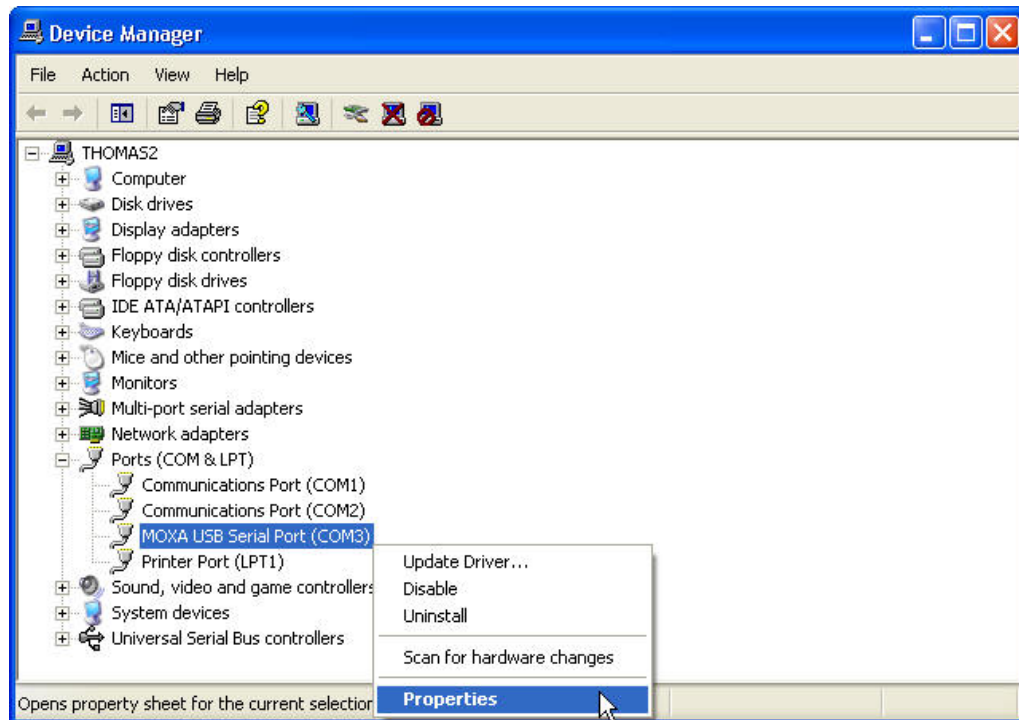 Device Manager
File Action View Help
THOMAS2
Computer
Disk drives
Display adapters
Floppy disk controllers
Floppy disk drives
IDE ATA/ATAPI controllers
Keyboards
Mice and other pointing devices
Monitors
Multi-port serial adapters
Network adapters
Ports (COM & LPT)
Communications Port (COM1)
Communications Port (COM2)
MOXA USB Serial Port (COM3)
Printer Port (LPT1)
Sound, video and game controllers
System devices
Universal Serial Bus controllers
Update Driver...
Disable
Uninstall
Scan for hardware changes
Properties
Opens property sheet for the current selection